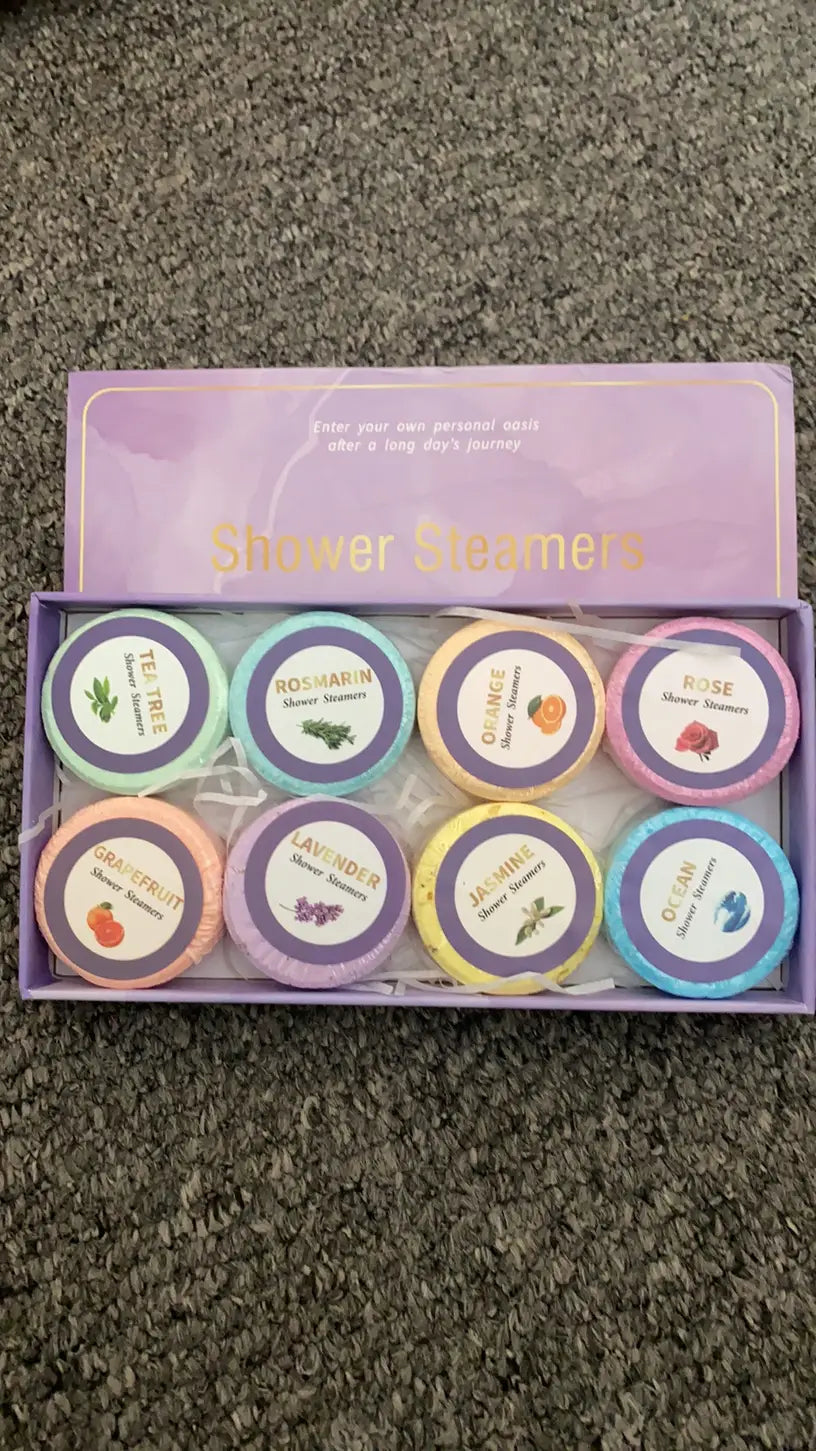 Enter your own personal oasis
after a long day's journey
Shower Steamers
TEA TREE
Shower Steamers
ROSMARIN
Shower Steamers
ORANGE
Shower Steamers
ROSE
Shower Steamers
GRAPEFRUIT
Shower Steamers
LAVENDER
Shower Steamers
JASMINE
Shower Steamers
OCEAN
Shower Steamers